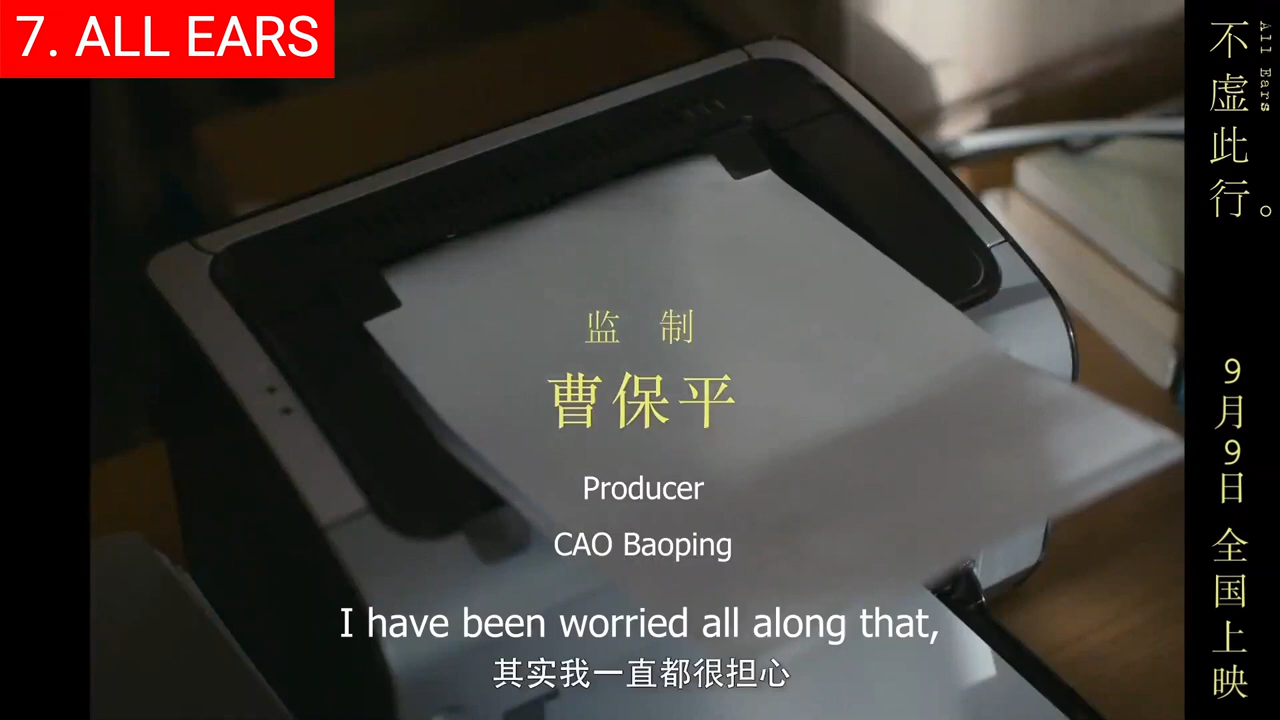 7. ALL EARS
监 制
曹保平
Producer
CAO Baoping
I have been worried all along that,
其实我一直都很担心
All Ears
不虚此行。
9月9日 全国上映